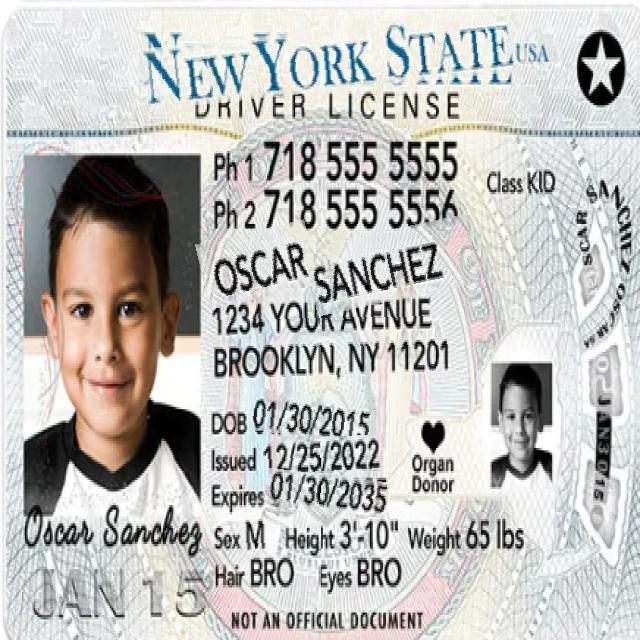 NEW YORK STATE USA
DRIVER LICENSE
Ph 1 718 555 5555
Ph 2 718 555 5556
Class KID
OSCAR SANCHEZ
1234 YOUR AVENUE
BROOKLYN, NY 11201
DOB 01/30/2015
Issued 12/25/2022
Expires 01/30/2035
Organ
Donor
Oscar Sanchez
Sex M Height 3'-10" Weight 65 lbs
Hair BRO Eyes BRO
JAN 15
NOT AN OFFICIAL DOCUMENT